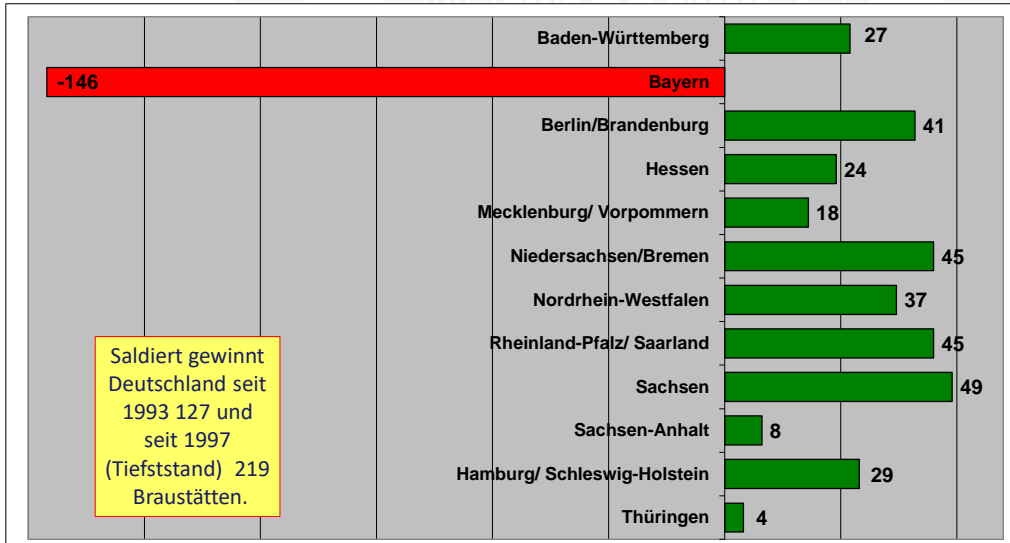 Baden-Württemberg 27
-146 Bayern
Berlin/Brandenburg 41
Hessen 24
Mecklenburg/ Vorpommern 18
Niedersachsen/Bremen 45
Nordrhein-Westfalen 37
Rheinland-Pfalz/ Saarland 45
Sachsen 49
Sachsen-Anhalt 8
Hamburg/ Schleswig-Holstein 29
Thüringen 4
Saldiert gewinnt
Deutschland seit
1993 127 und
seit 1997
(Tiefststand) 219
Braustätten.